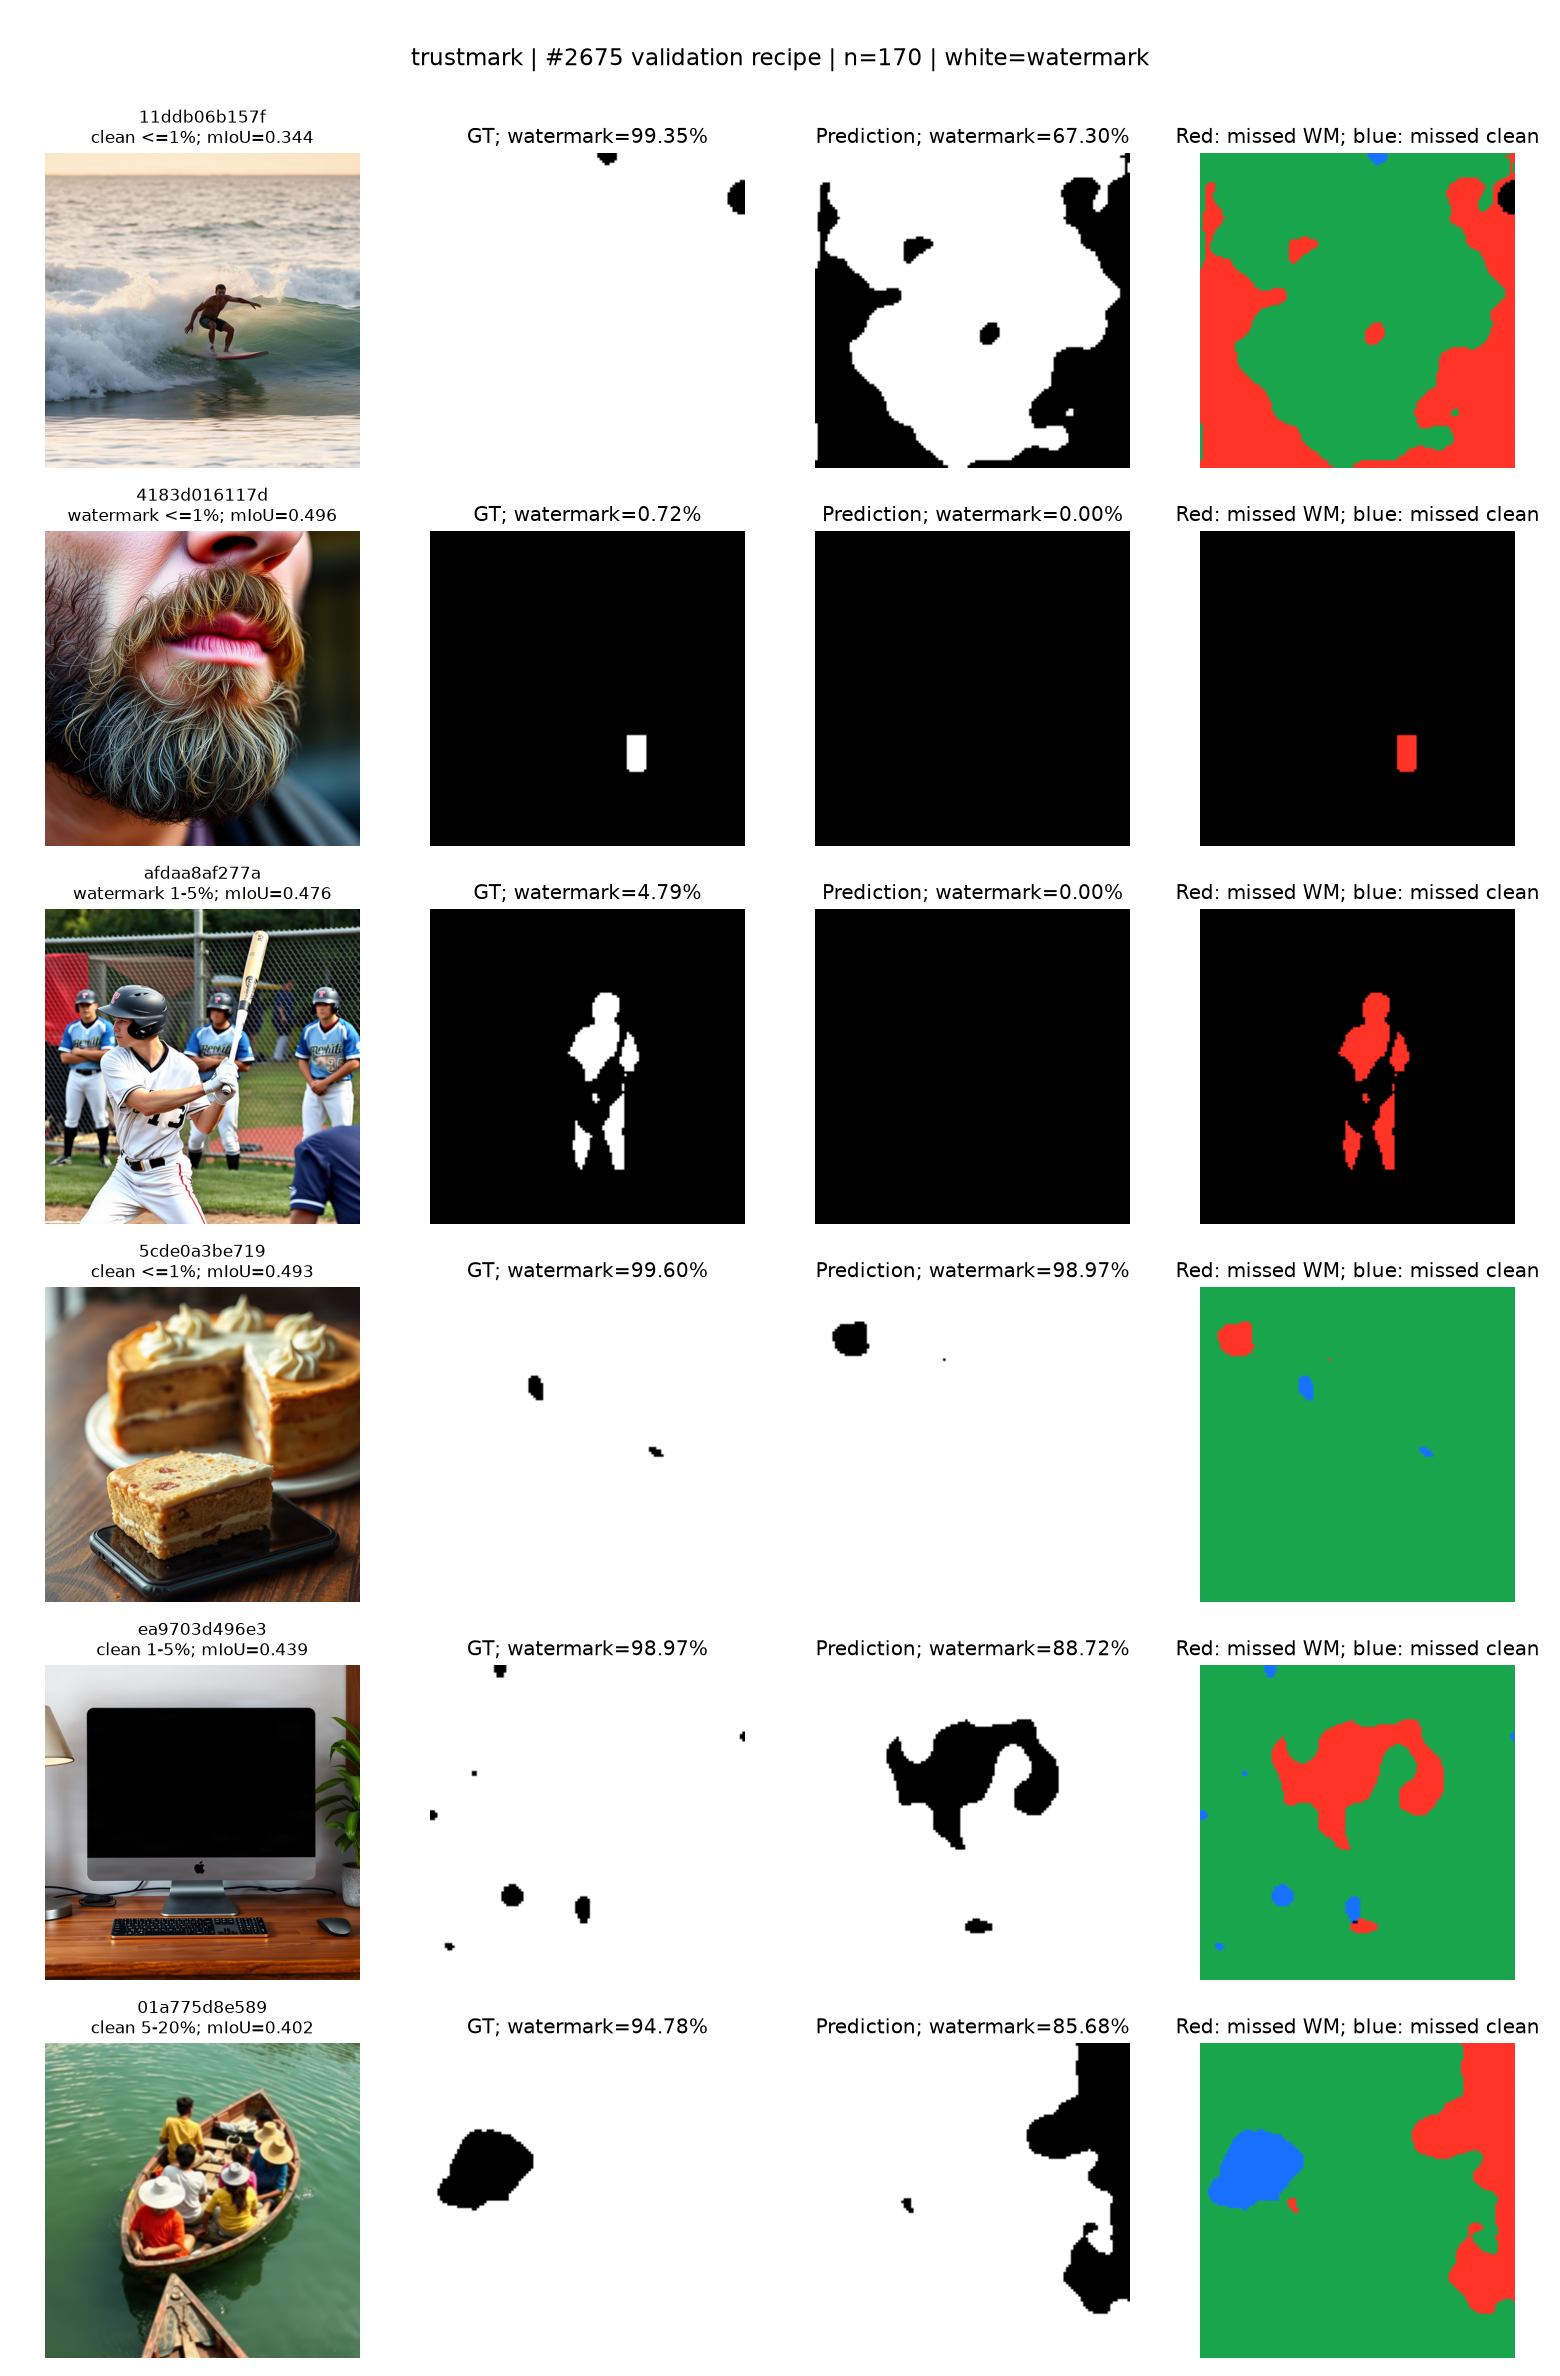 trustmark | #2675 validation recipe | n=170 | white=watermark
11ddb06b157f
clean <=1%; mIoU=0.344
GT; watermark=99.35%
Prediction; watermark=67.30%
Red: missed WM; blue: missed clean
4183d016117d
watermark <=1%; mIoU=0.496
GT; watermark=0.72%
Prediction; watermark=0.00%
Red: missed WM; blue: missed clean
afdaa8af277a
watermark 1-5%; mIoU=0.476
GT; watermark=4.79%
Prediction; watermark=0.00%
Red: missed WM; blue: missed clean
5cde0a3be719
clean <=1%; mIoU=0.493
GT; watermark=99.60%
Prediction; watermark=98.97%
Red: missed WM; blue: missed clean
ea9703d496e3
clean 1-5%; mIoU=0.439
GT; watermark=98.97%
Prediction; watermark=88.72%
Red: missed WM; blue: missed clean
01a775d8e589
clean 5-20%; mIoU=0.402
GT; watermark=94.78%
Prediction; watermark=85.68%
Red: missed WM; blue: missed clean